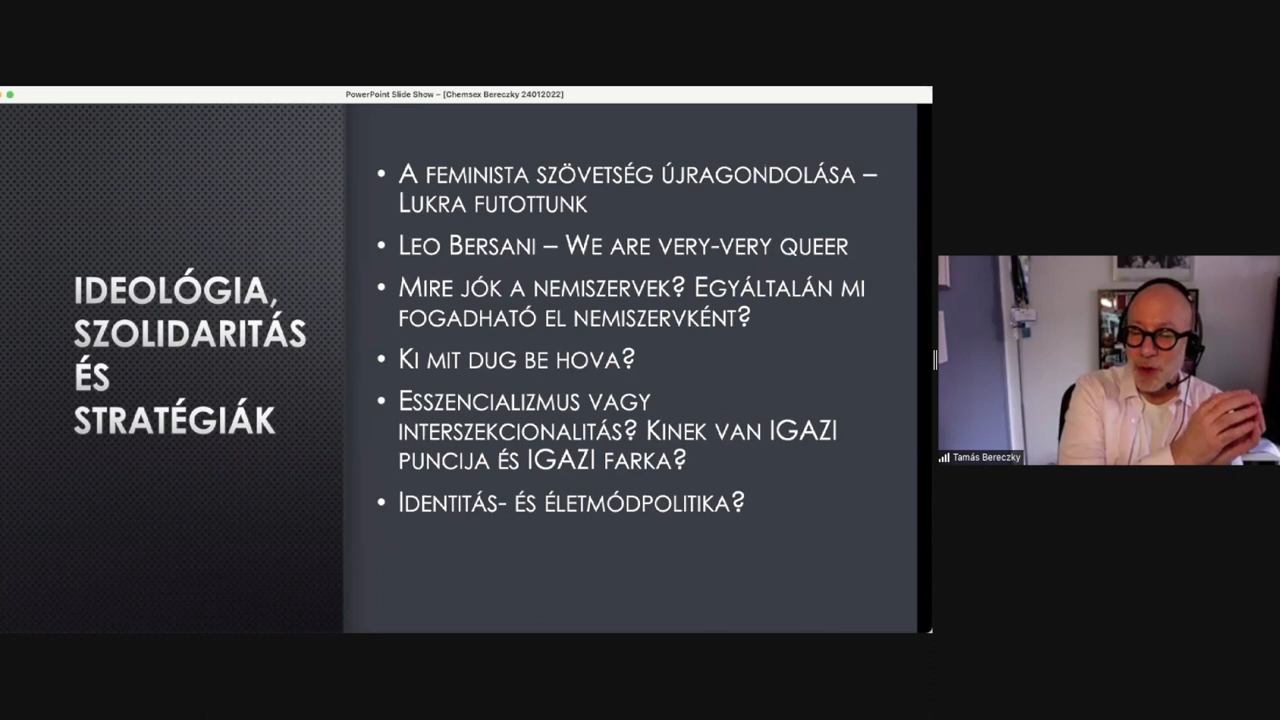 PowerPoint Slide Show – [Chemsex Bereczky 24012022]
IDEOLÓGIA,
SZOLIDARITÁS
ÉS
STRATÉGIÁK
• A FEMINISTA SZÖVETSÉG ÚJRAGONDOLÁSA –
LUKRA FUTOTTUNK
• LEO BERSANI – WE ARE VERY-VERY QUEER
• MIRE JÓK A NEMISZERVEK? EGYÁLTALÁN MI
FOGADHATÓ EL NEMISZERVKÉNT?
• KI MIT DUG BE HOVA?
• ESSZENCIALIZMUS VAGY
INTERSZEKCIONALITÁS? KINEK VAN IGAZI
PUNCIJA ÉS IGAZI FARKA?
• IDENTITÁS- ÉS ÉLETMÓDPOLITIKA?
Tamás Bereczky